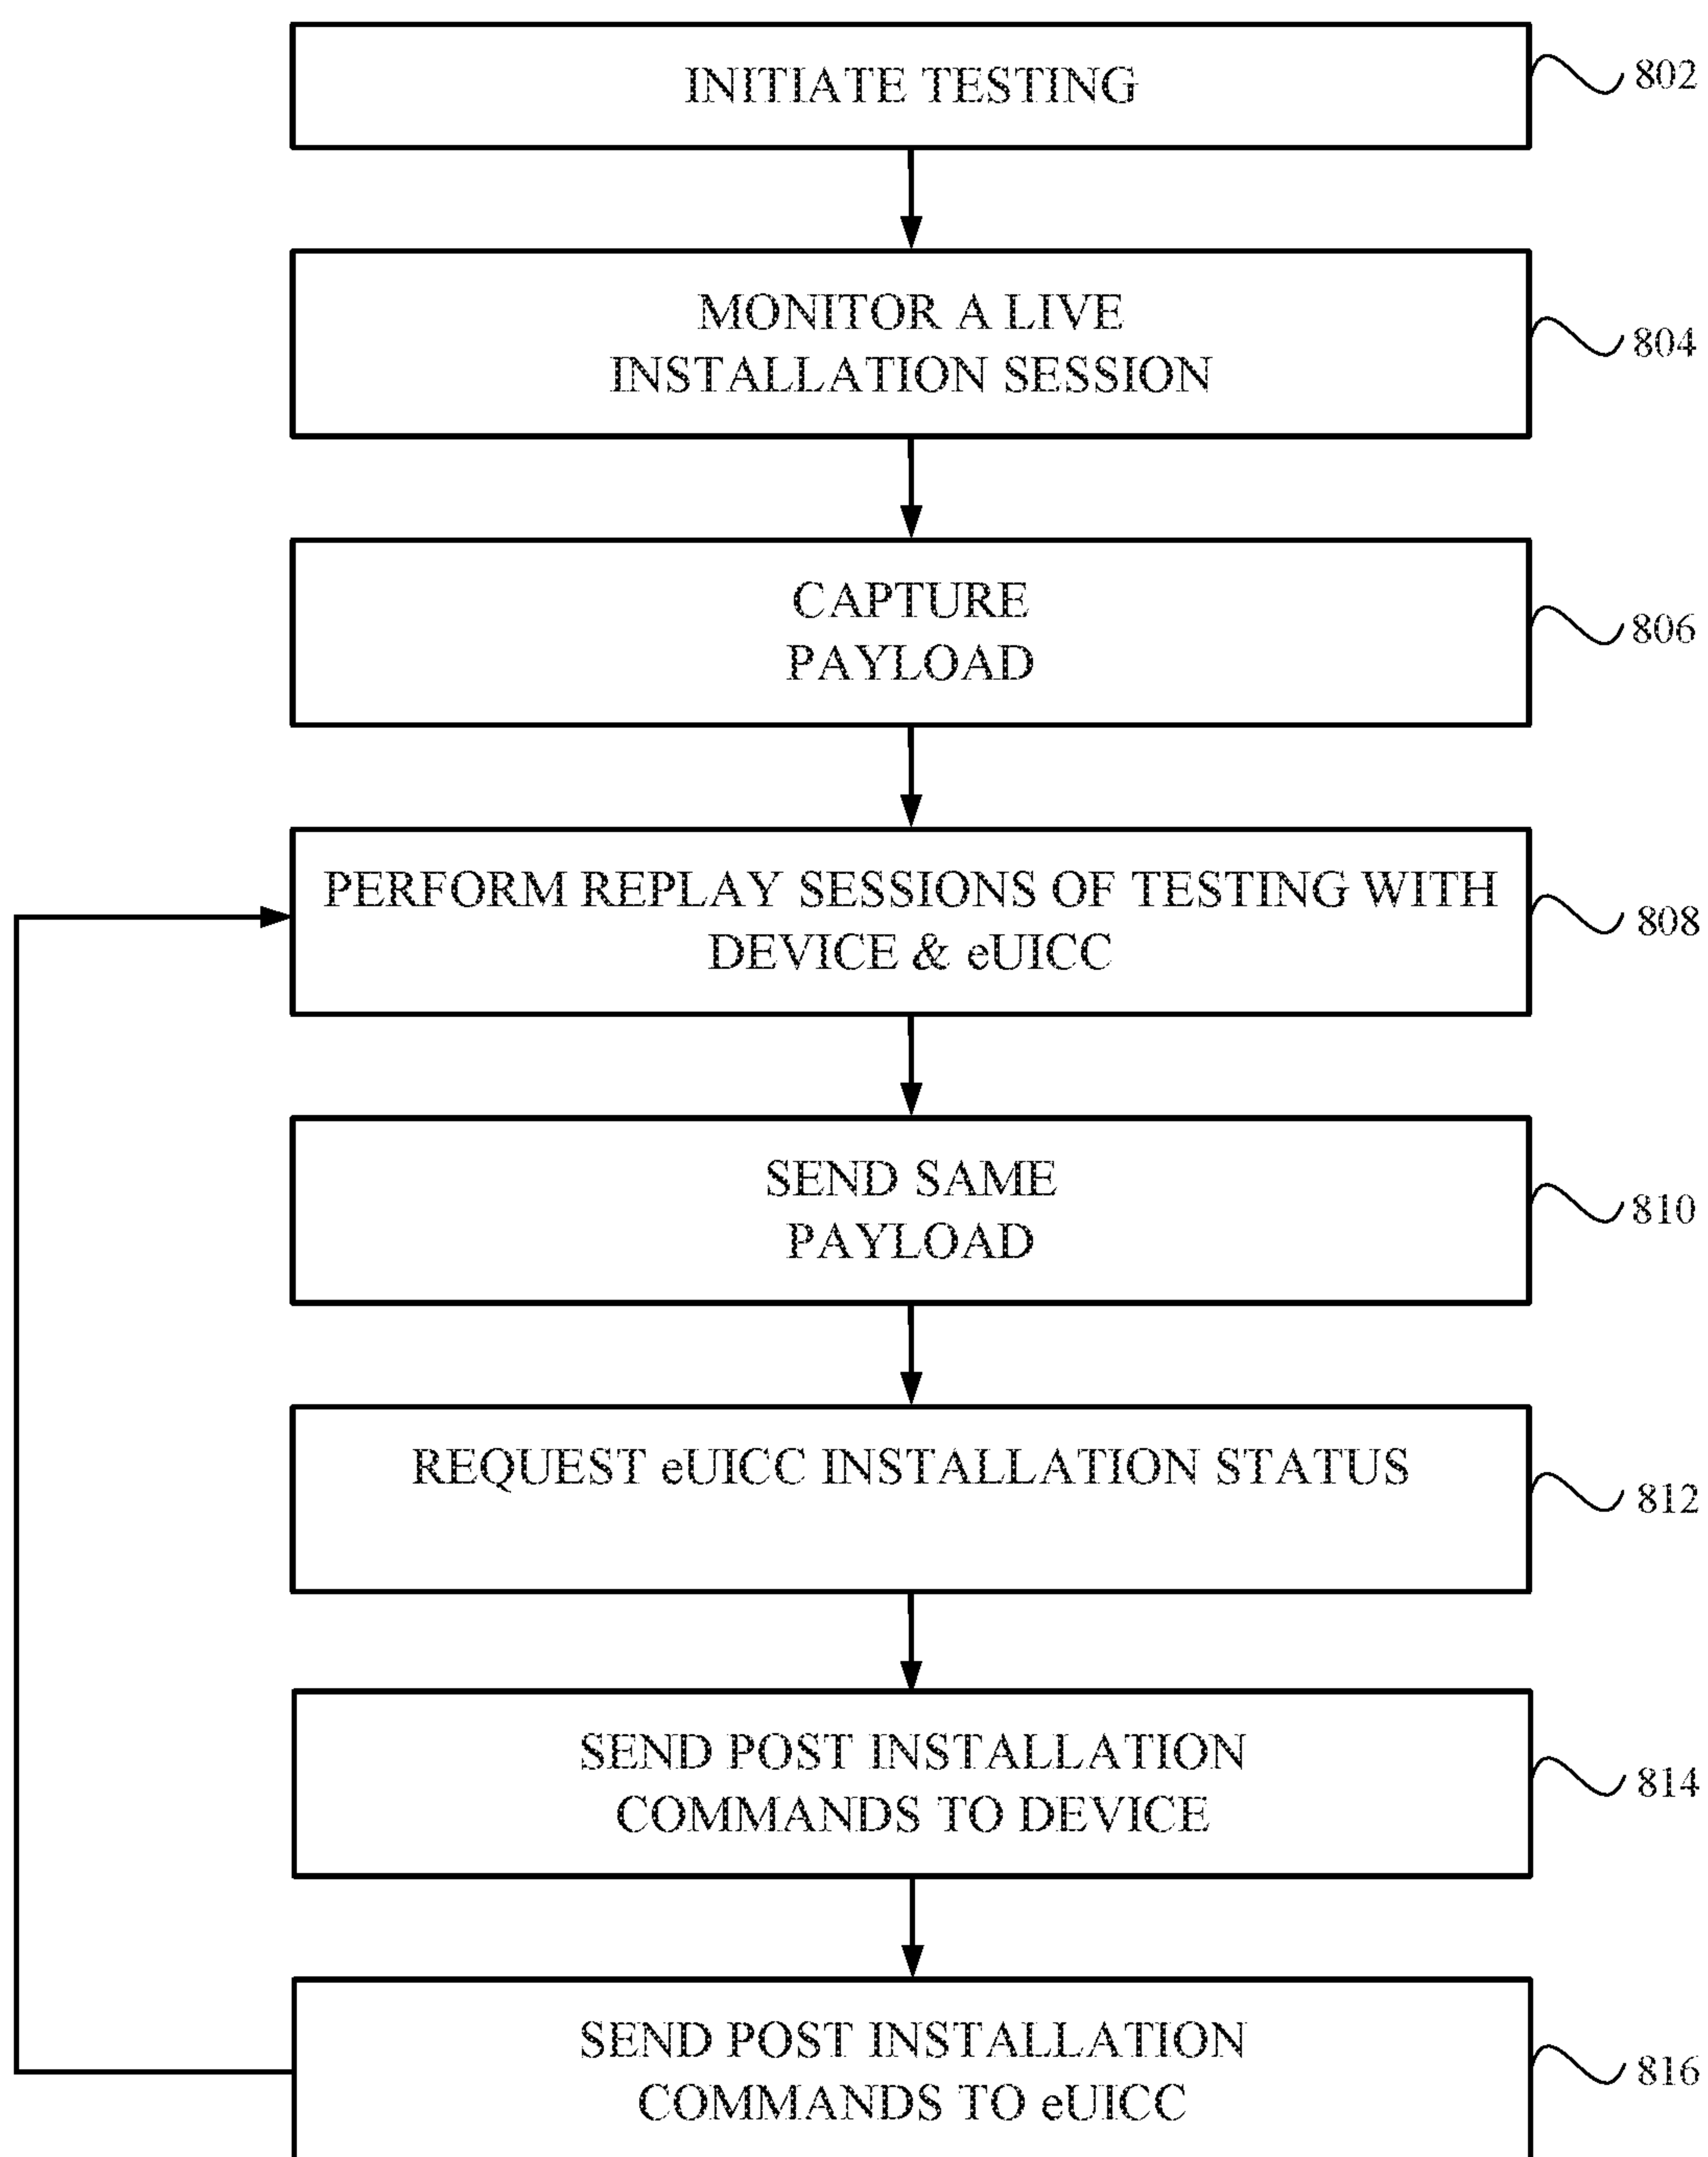 INITIATE TESTING
802
MONITOR A LIVE
INSTALLATION SESSION
804
CAPTURE
PAYLOAD
806
PERFORM REPLAY SESSIONS OF TESTING WITH
DEVICE & eUICC
808
SEND SAME
PAYLOAD
810
REQUEST eUICC INSTALLATION STATUS
812
SEND POST INSTALLATION
COMMANDS TO DEVICE
814
SEND POST INSTALLATION
COMMANDS TO eUICC
816